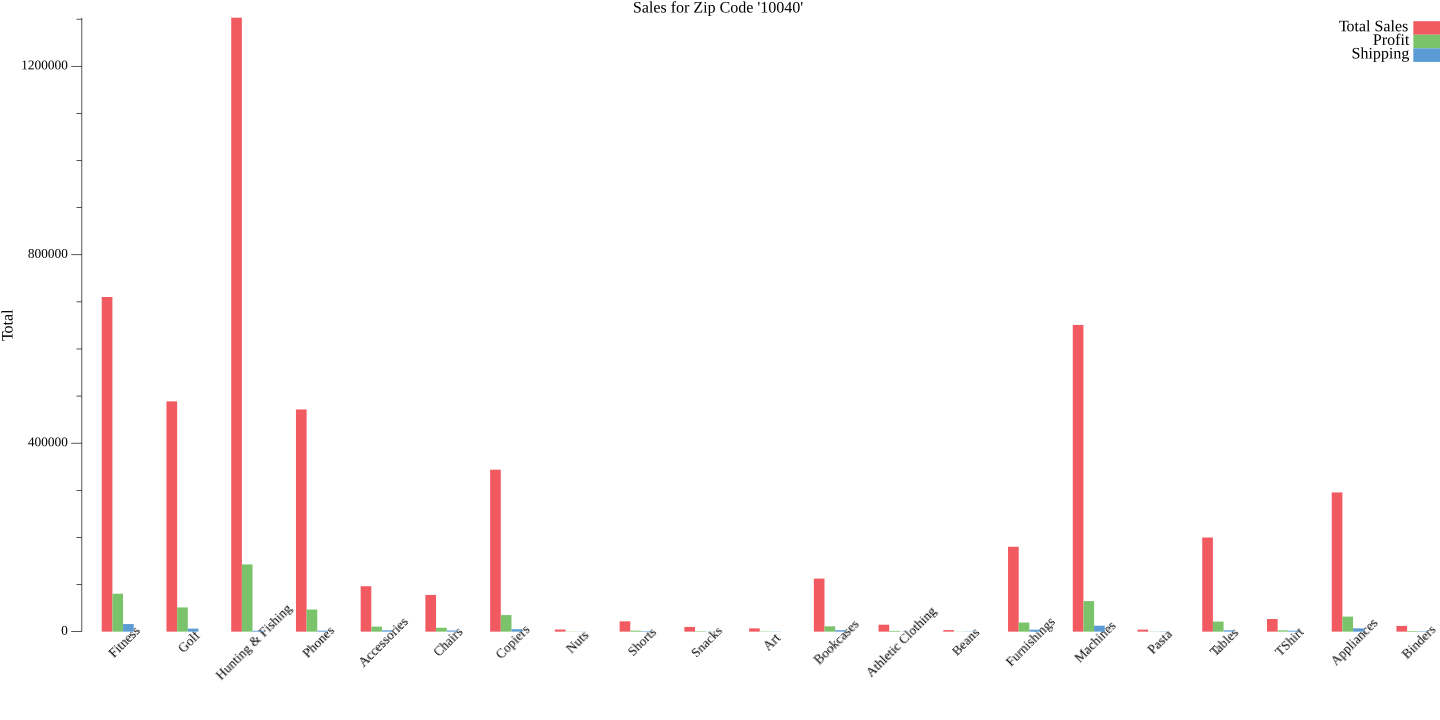 Sales for Zip Code '10040'
Total Sales
Profit
Shipping
1200000
800000
400000
0
Total
Fitness
Golf
Hunting & Fishing
Phones
Accessories
Chairs
Copiers
Nuts
Shorts
Snacks
Art
Bookcases
Athletic Clothing
Beans
Furnishings
Machines
Pasta
Tables
TShirt
Appliances
Binders